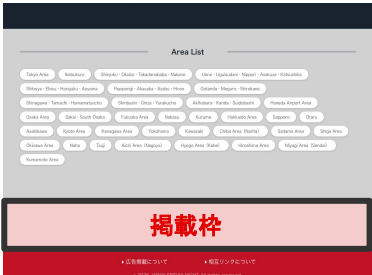 Area List
Tokyo Area Ikebukuro Shinjuku・Okubo・Takadanobaba・Nakano Ueno・Uguisudani・Nippori・Asakusa・Kinshicho
Shibuya・Ebisu・Harajuku・Aoyama Roppongi・Akasaka・Azabu・Hiroo Gotanda・Meguro・Shirokane
Shinagawa・Tamachi・Hamamatsucho Shinbashi・Ginza・Yurakucho Akihabara・Kanda・Suidobashi Haneda Airport Area
Osaka Area Sakai・South Osaka Fukuoka Area Nakasu Kurume Hokkaido Area Sapporo Otaru
Asahikawa Kyoto Area Kanagawa Area Yokohama Kawasaki Chiba Area (Narita) Saitama Area Shiga Area
Okinawa Area Naha Tsuji Aichi Area (Nagoya) Hyogo Area (Kobe) Hiroshima Area Miyagi Area (Sendai)
Kumamoto Area
掲載枠
広告掲載について 相互リンクについて